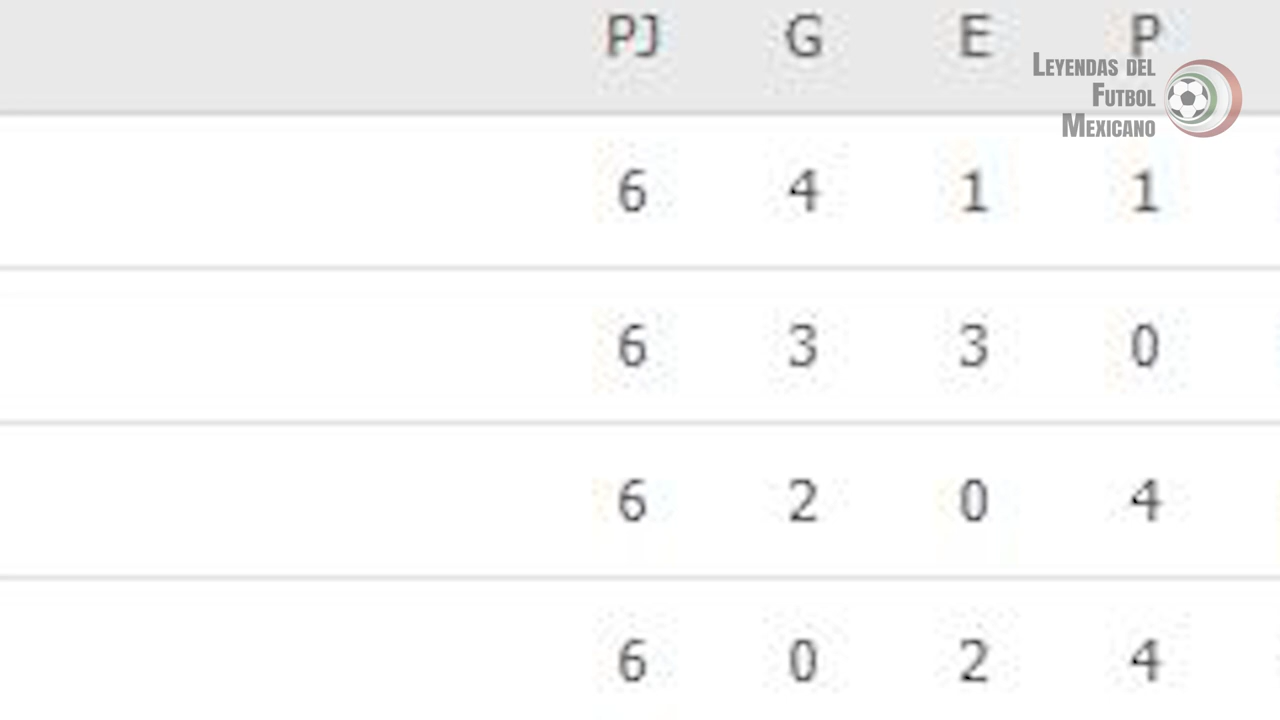 PJ G E P
LEYENDAS DEL
FUTBOL
MEXICANO
6 4 1 1
6 3 3 0
6 2 0 4
6 0 2 4